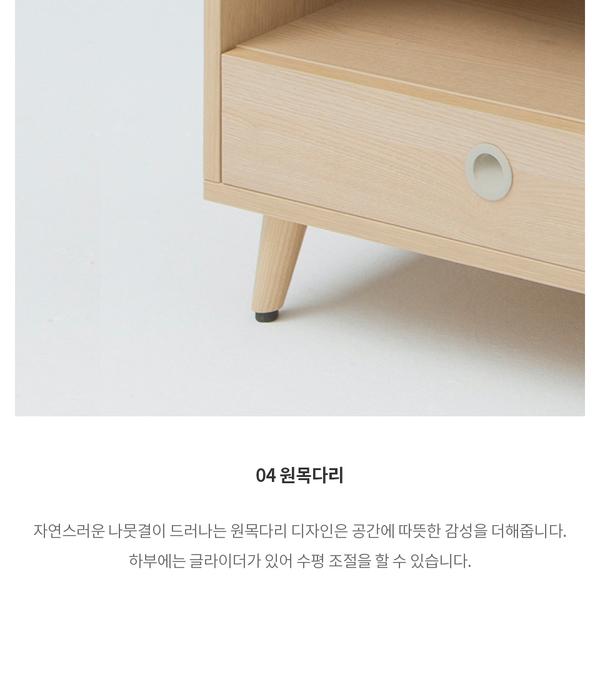 04 원목다리
자연스러운 나뭇결이 드러나는 원목다리 디자인은 공간에 따뜻한 감성을 더해줍니다.
하부에는 글라이더가 있어 수평 조절을 할 수 있습니다.